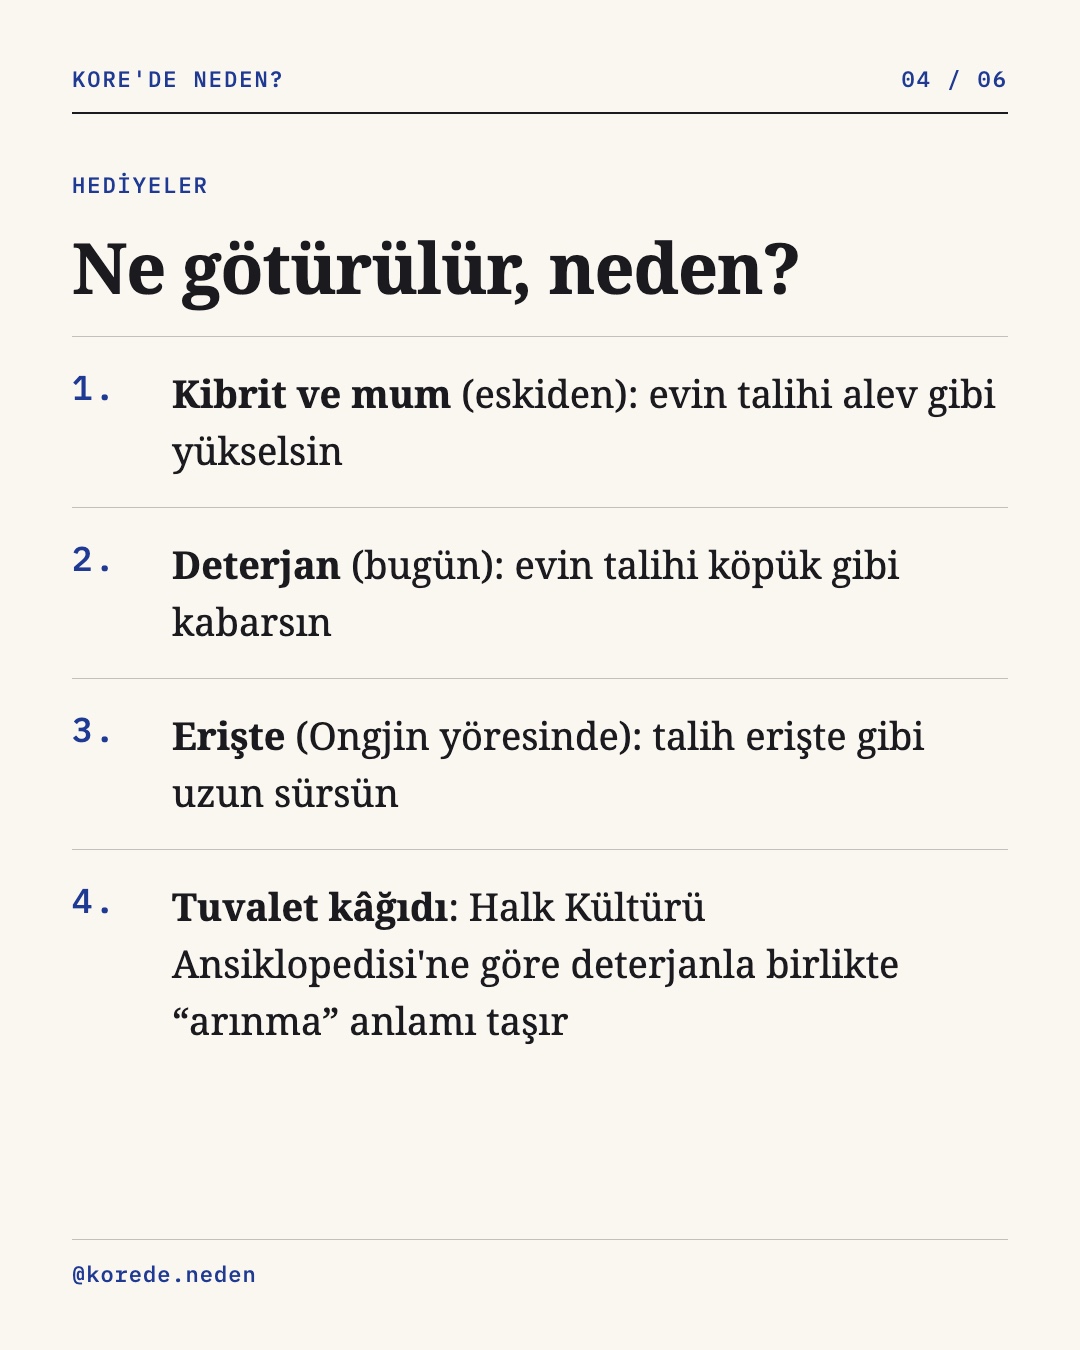 KORE'DE NEDEN?
04 / 06
HEDİYELER
Ne götürülür, neden?
1. Kibrit ve mum (eskiden): evin talihi alev gibi
yükselsin
2. Deterjan (bugün): evin talihi köpük gibi
kabarsın
3. Erişte (Ongjin yöresinde): talih erişte gibi
uzun sürsün
4. Tuvalet kâğıdı: Halk Kültürü
Ansiklopedisi'ne göre deterjanla birlikte
“arınma” anlamı taşır
@korede.neden